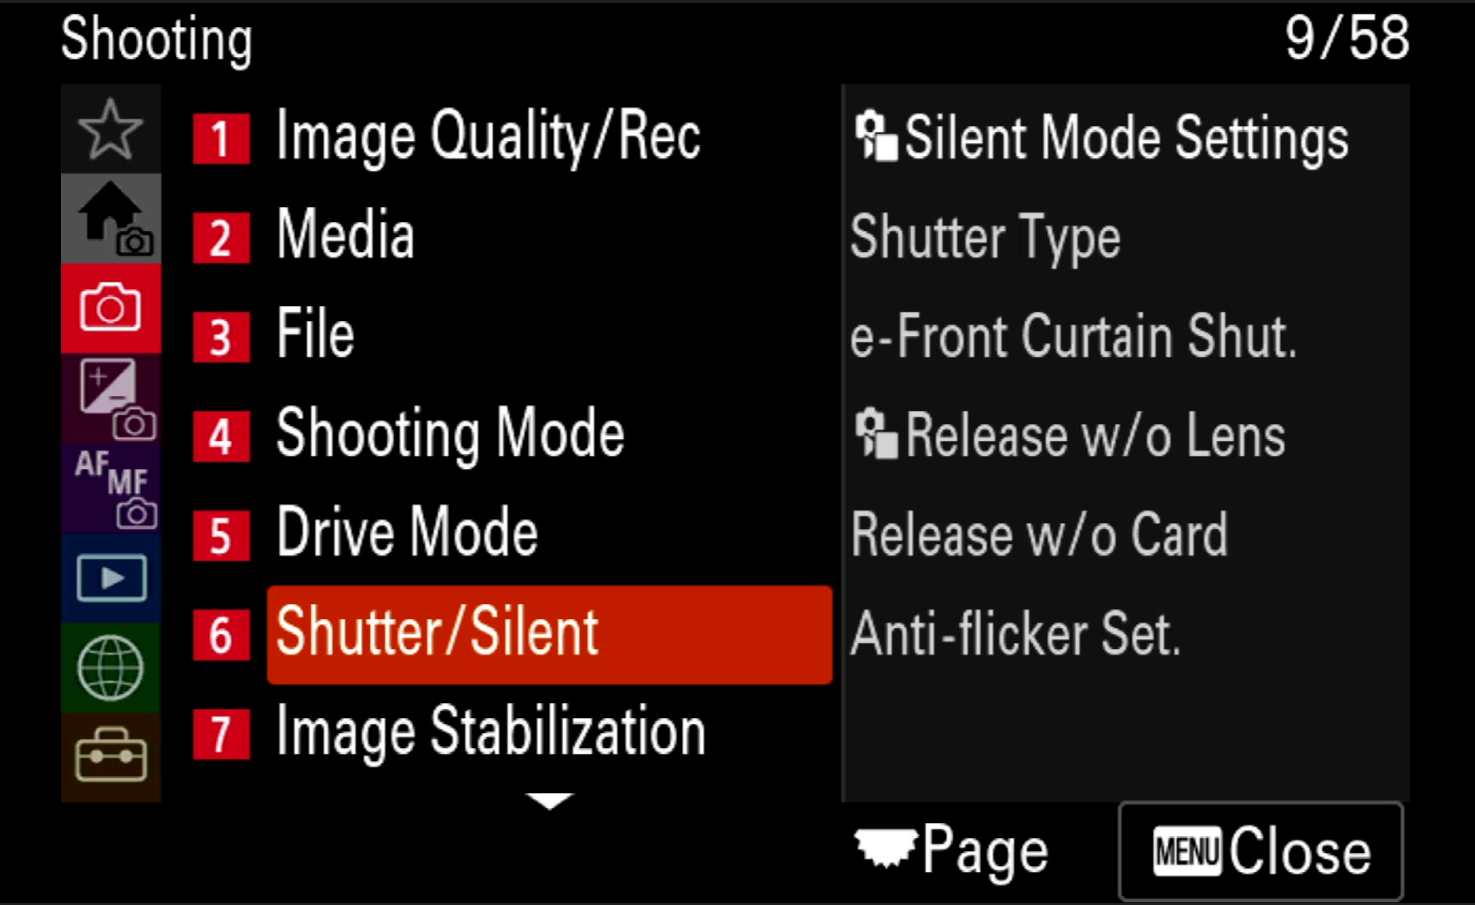 Shooting 9/58
1 Image Quality/Rec
2 Media
3 File
4 Shooting Mode
5 Drive Mode
6 Shutter/Silent
7 Image Stabilization
AF MF
Silent Mode Settings
Shutter Type
e-Front Curtain Shut.
Release w/o Lens
Release w/o Card
Anti-flicker Set.
Page
MENU Close